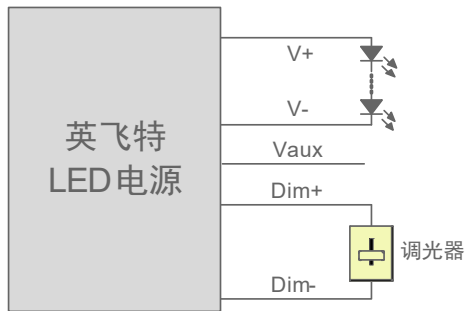 英飞特
LED电源
V+
V-
Vaux
Dim+
Dim-
调光器